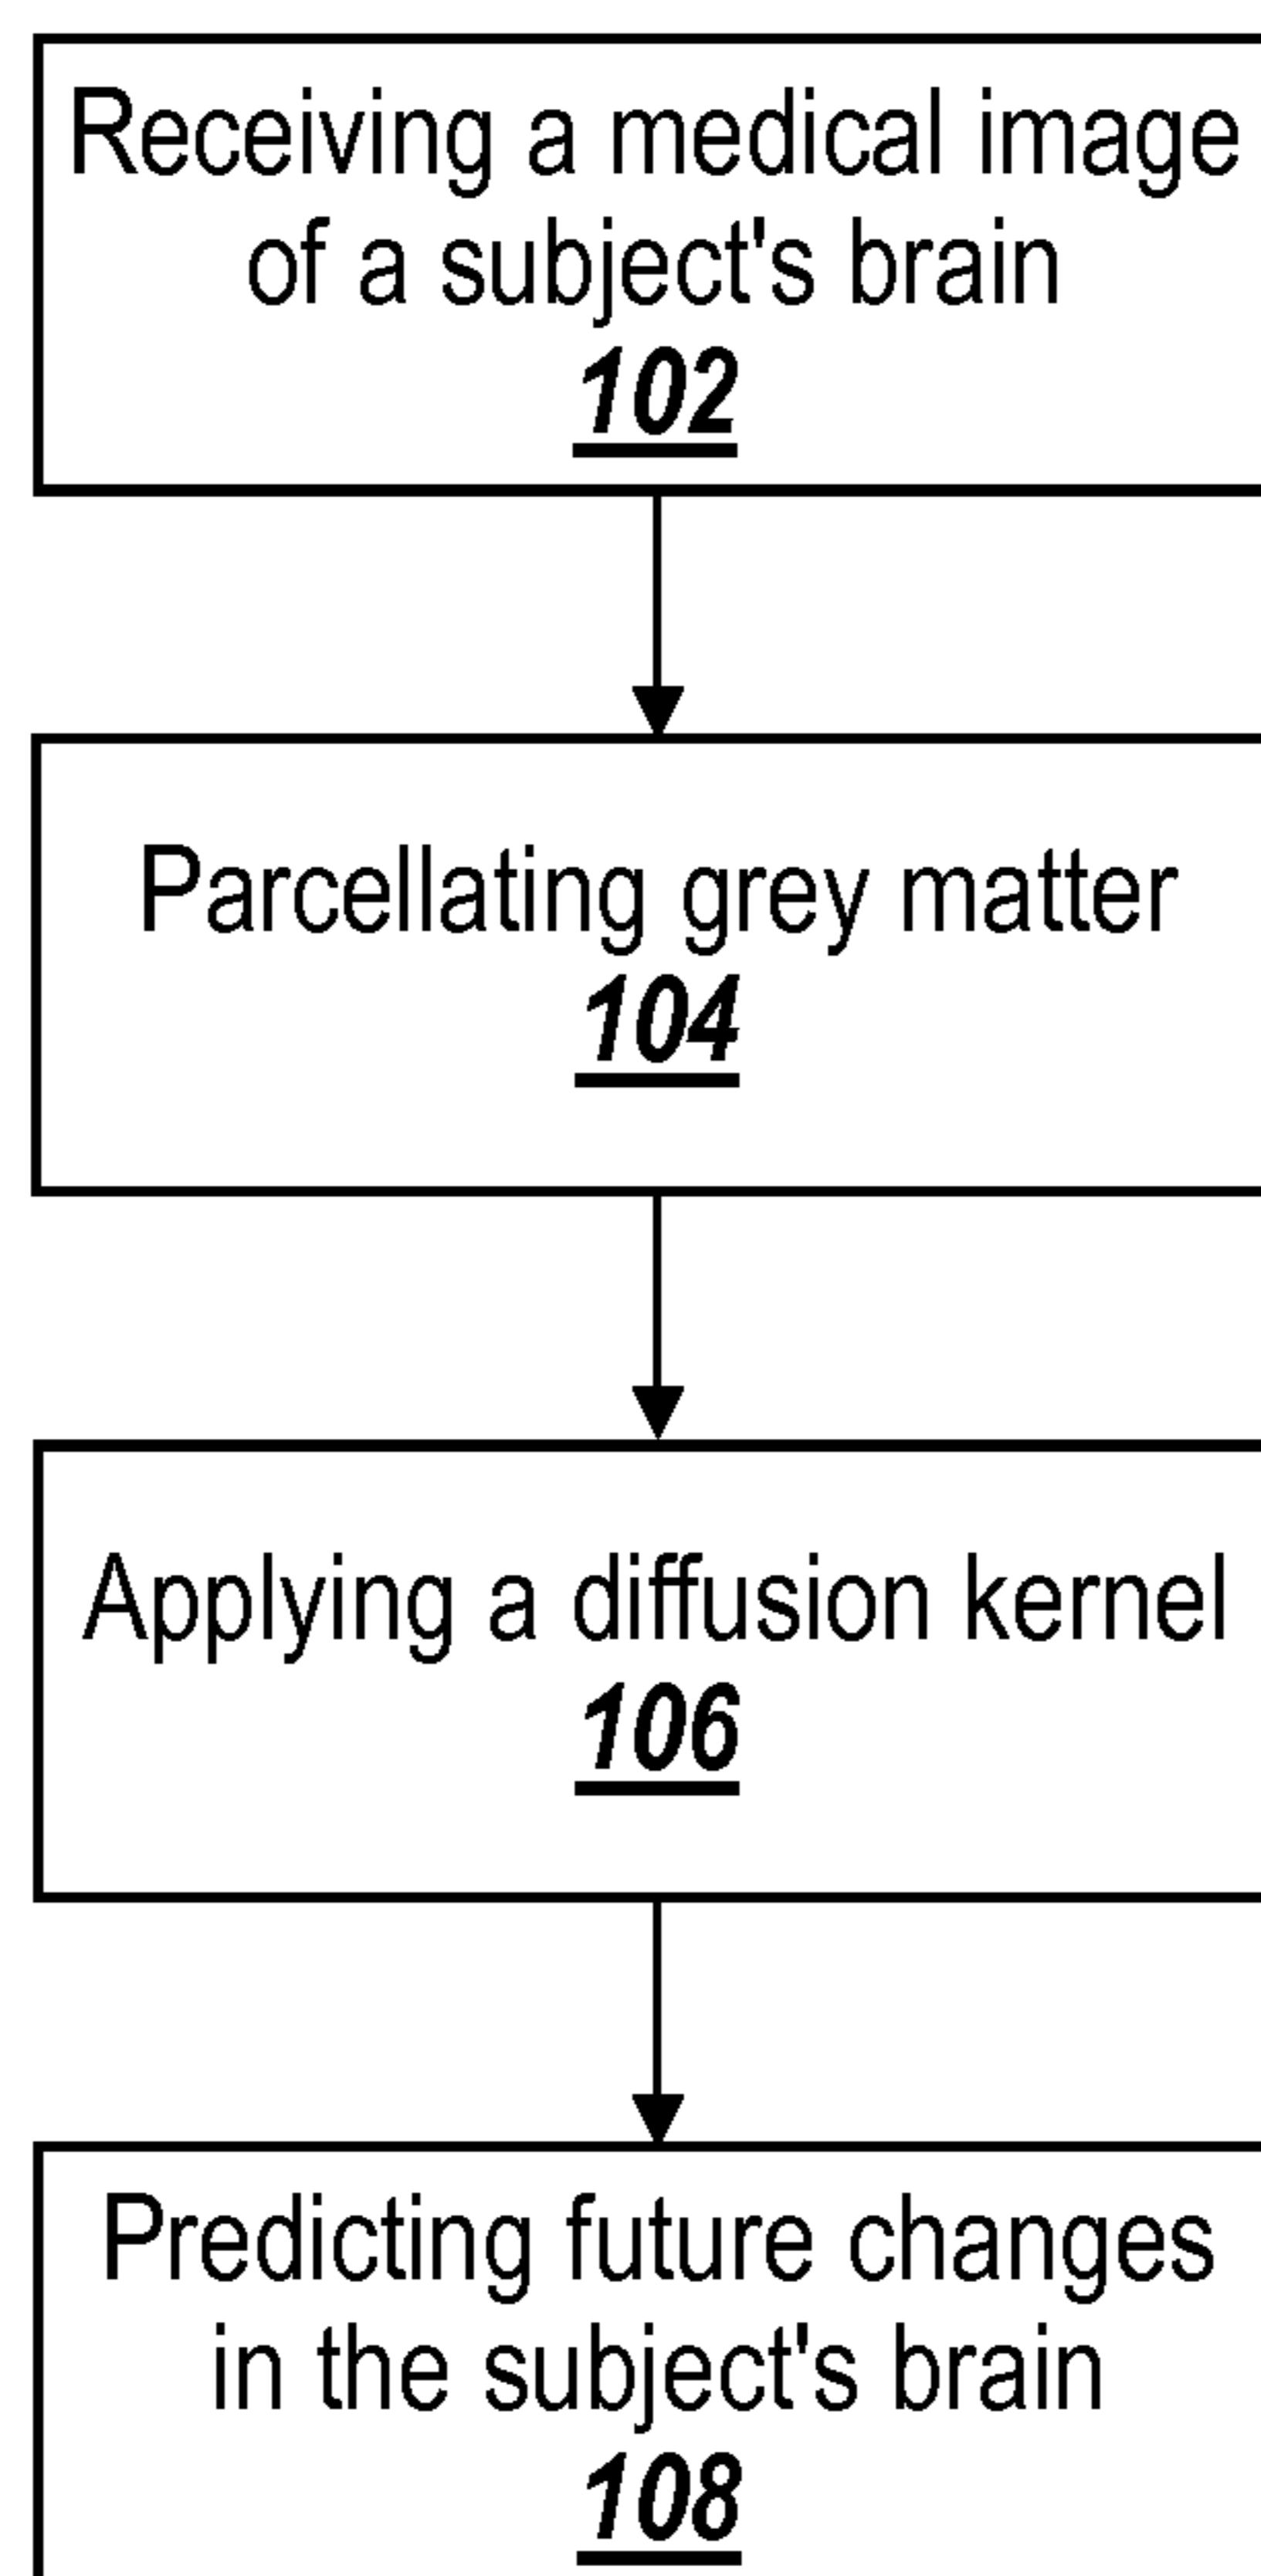 Receiving a medical image
of a subject's brain
102
Parcellating grey matter
104
Applying a diffusion kernel
106
Predicting future changes
in the subject's brain
108